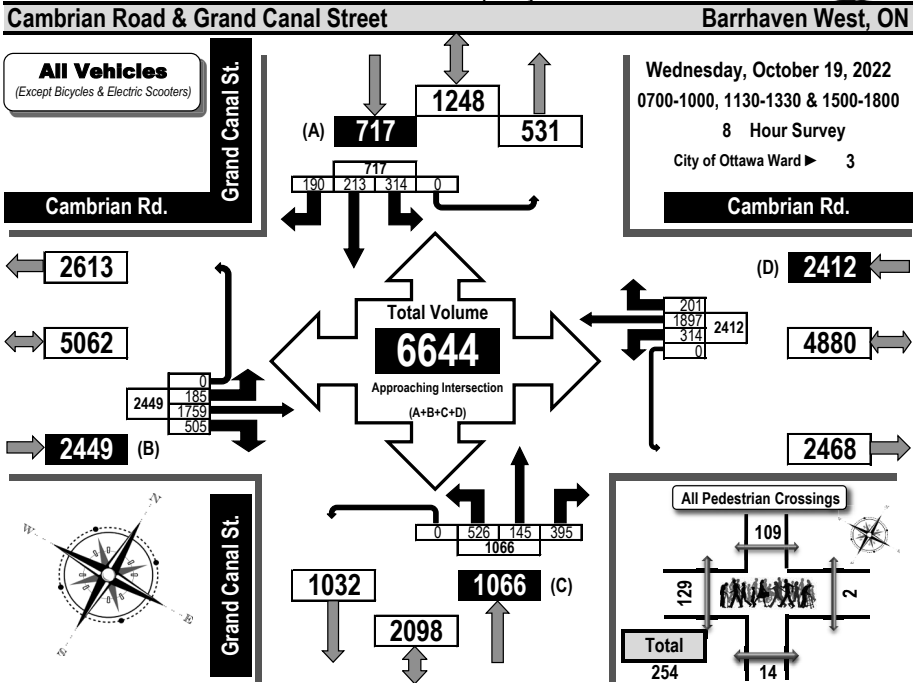 Cambrian Road & Grand Canal Street
Barrhaven West, ON
All Vehicles
(Except Bicycles & Electric Scooters)
Grand Canal St.
Cambrian Rd.
1248
(A) 717
531
717
190 213 314 0
Wednesday, October 19, 2022
0700-1000, 1130-1330 & 1500-1800
8 Hour Survey
City of Ottawa Ward ► 3
Cambrian Rd.
2613
5062
2449
0
185
1759
505
2449 (B)
Total Volume
6644
Approaching Intersection
(A+B+C+D)
(D) 2412
201
1897
314
0
2412
4880
2468
N
W
E
S
Grand Canal St.
0 526 145 395
1066
1032
1066 (C)
2098
All Pedestrian Crossings
109
129
2
Total
254
14